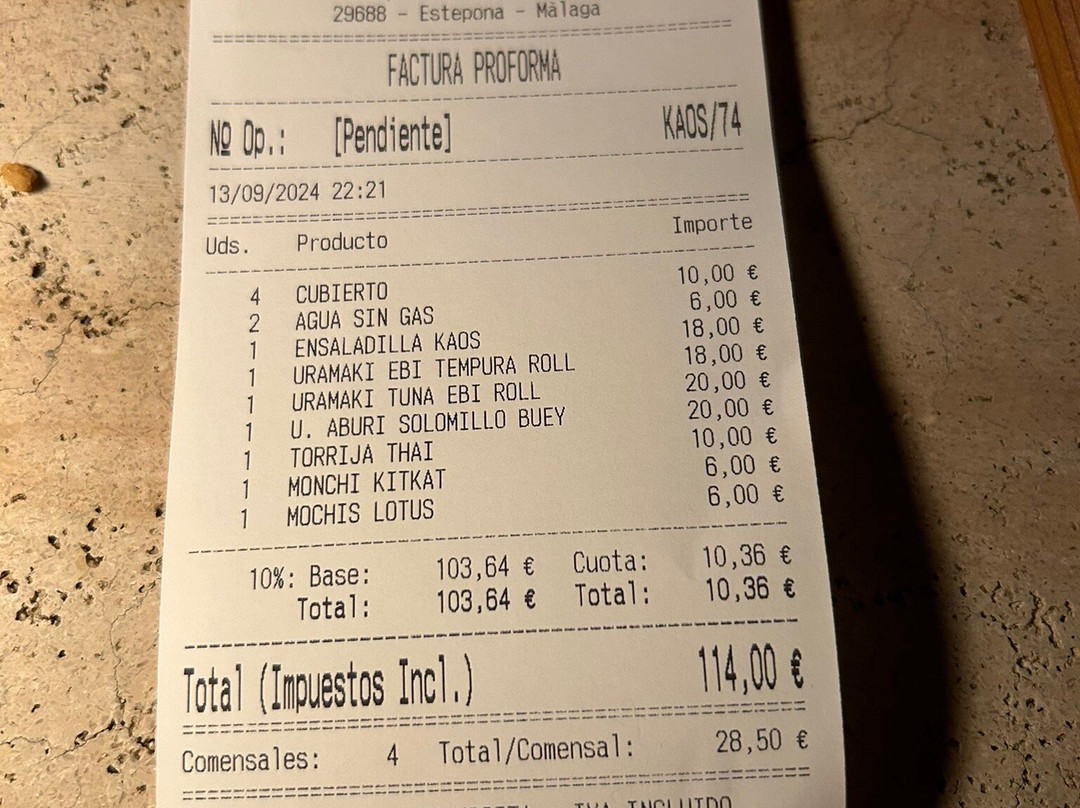 29688 - Estepona - Málaga
FACTURA PROFORMA
Nº Op.: [Pendiente] KAOS/74
13/09/2024 22:21
Uds. Producto Importe
4 CUBIERTO 10,00 €
2 AGUA SIN GAS 6,00 €
1 ENSALADILLA KAOS 18,00 €
1 URAMAKI EBI TEMPURA ROLL 18,00 €
1 URAMAKI TUNA EBI ROLL 20,00 €
1 U. ABURI SOLOMILLO BUEY 20,00 €
1 TORRIJA THAI 10,00 €
1 MONCHI KITKAT 6,00 €
1 MOCHIS LOTUS 6,00 €
10%: Base: 103,64 € Cuota: 10,36 €
Total: 103,64 € Total: 10,36 €
Total (Impuestos Incl.) 114,00 €
Comensales: 4 Total/Comensal: 28,50 €
IVA INCLUIDO